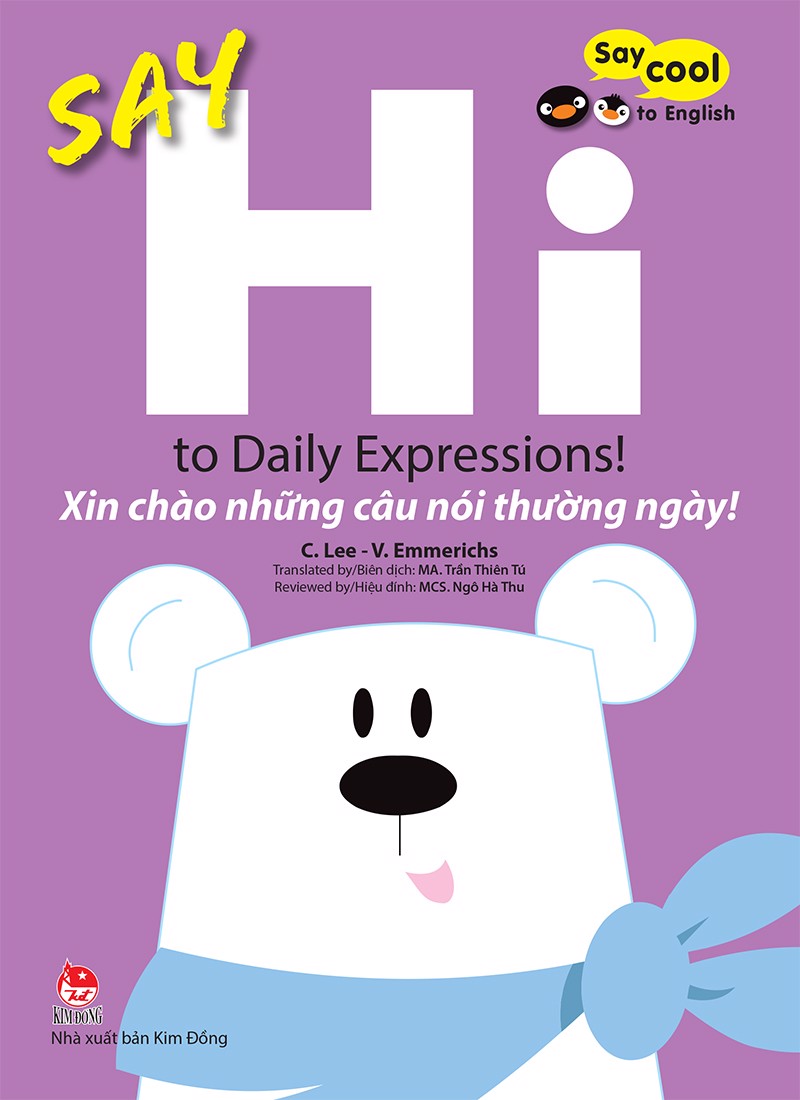 SAY
Hi
Say
cool
to English
to Daily Expressions!
Xin chào những câu nói thường ngày!
C. Lee - V. Emmerichs
Translated by/Biên dịch: MA. Trần Thiên Tú
Reviewed by/Hiệu đính: MCS. Ngô Hà Thu
KIM ĐỒNG
Nhà xuất bản Kim Đồng